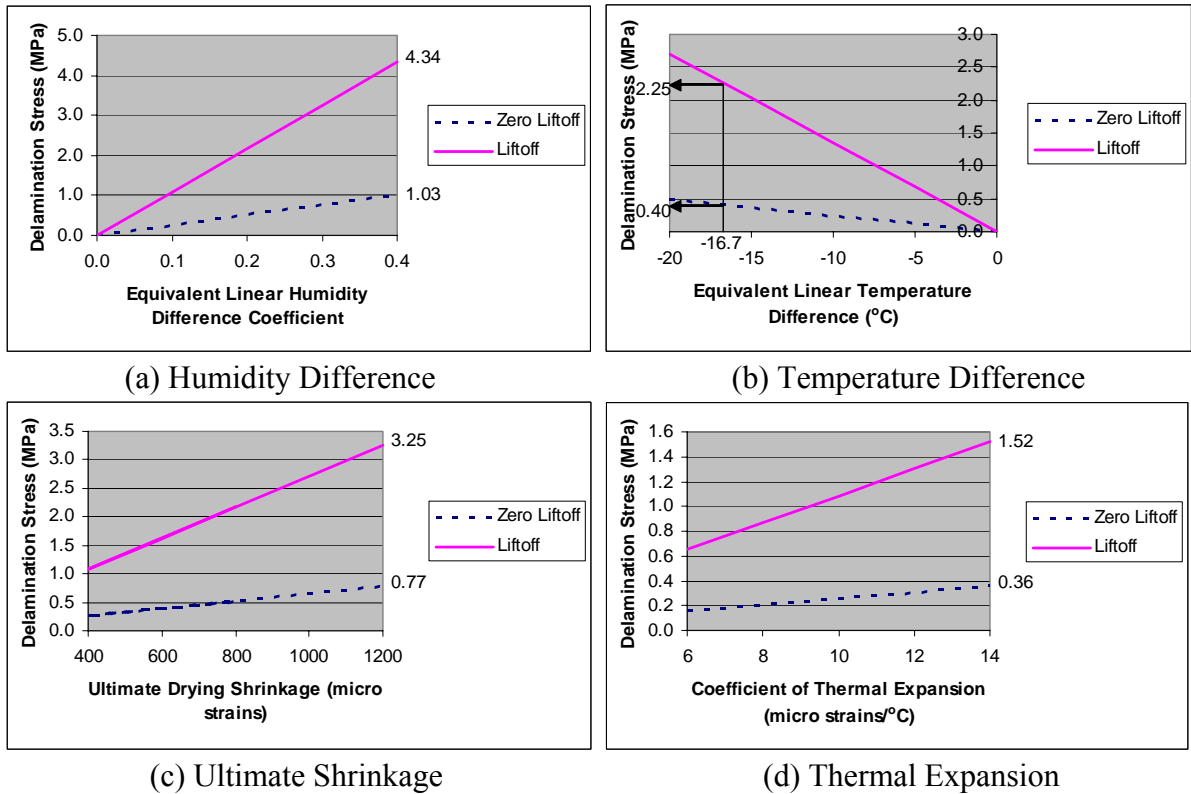 Delamination Stress (MPa)
5.0
4.0
3.0
2.0
1.0
0.0
4.34
1.03
0.0 0.1 0.2 0.3 0.4
Equivalent Linear Humidity
Difference Coefficient
Zero Liftoff
Liftoff
(a) Humidity Difference
Delamination Stress (MPa)
2.25
0.40
3.0
2.5
2.0
1.5
1.0
0.5
0.0
-16.7
-20 -15 -10 -5 0
Equivalent Linear Temperature
Difference (°C)
Zero Liftoff
Liftoff
(b) Temperature Difference
Delamination Stress (MPa)
3.5
3.0
2.5
2.0
1.5
1.0
0.5
0.0
3.25
0.77
400 600 800 1000 1200
Ultimate Drying Shrinkage (micro
strains)
Zero Liftoff
Liftoff
(c) Ultimate Shrinkage
Delamination Stress (MPa)
1.6
1.4
1.2
1.0
0.8
0.6
0.4
0.2
0.0
1.52
0.36
6 8 10 12 14
Coefficient of Thermal Expansion
(micro strains/°C)
Zero Liftoff
Liftoff
(d) Thermal Expansion